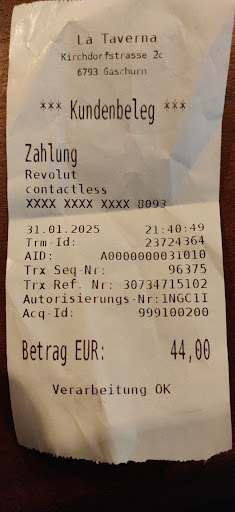 La Taverna
Kirchdorfstrasse 2c
6793 Gaschurn
*** Kundenbeleg ***
Zahlung
Revolut
contactless
XXXX XXXX XXXX 8093
31.01.2025 21:40:49
Trm-Id: 23724364
AID: A0000000031010
Trx Seq-Nr: 96375
Trx Ref. Nr: 30734715102
Autorisierungs-Nr:1NGC1I
Acq-Id: 999100200
Betrag EUR: 44,00
Verarbeitung OK